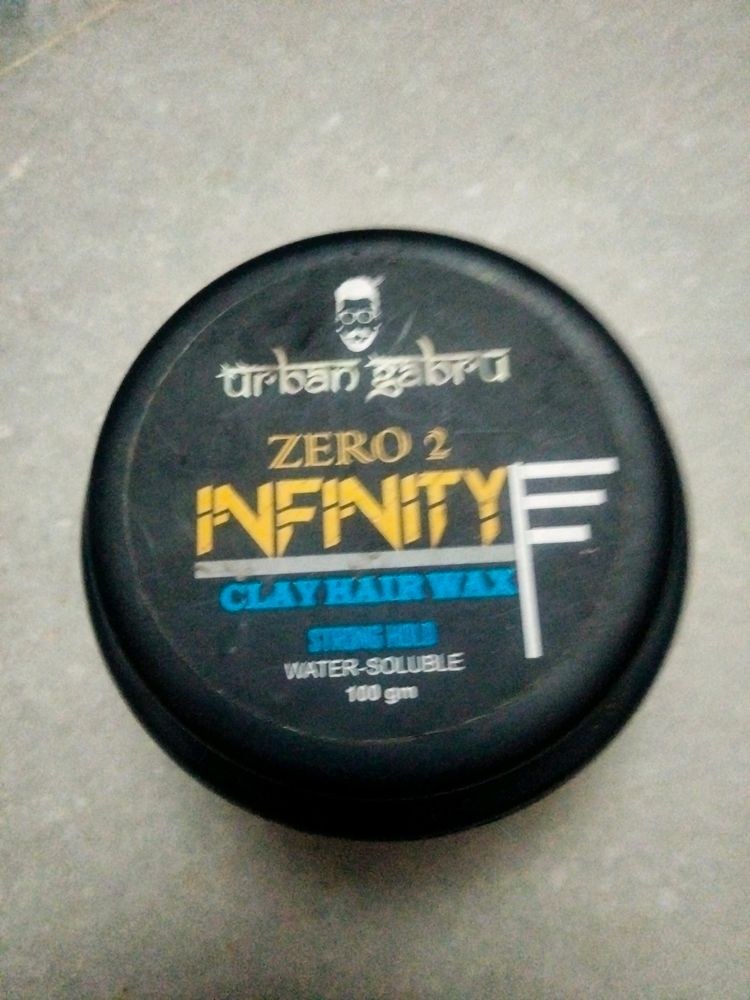 urban gabru
ZERO 2
INFINITY
CLAY HAIR WAX
STRONG HOLD
WATER-SOLUBLE
100 gm